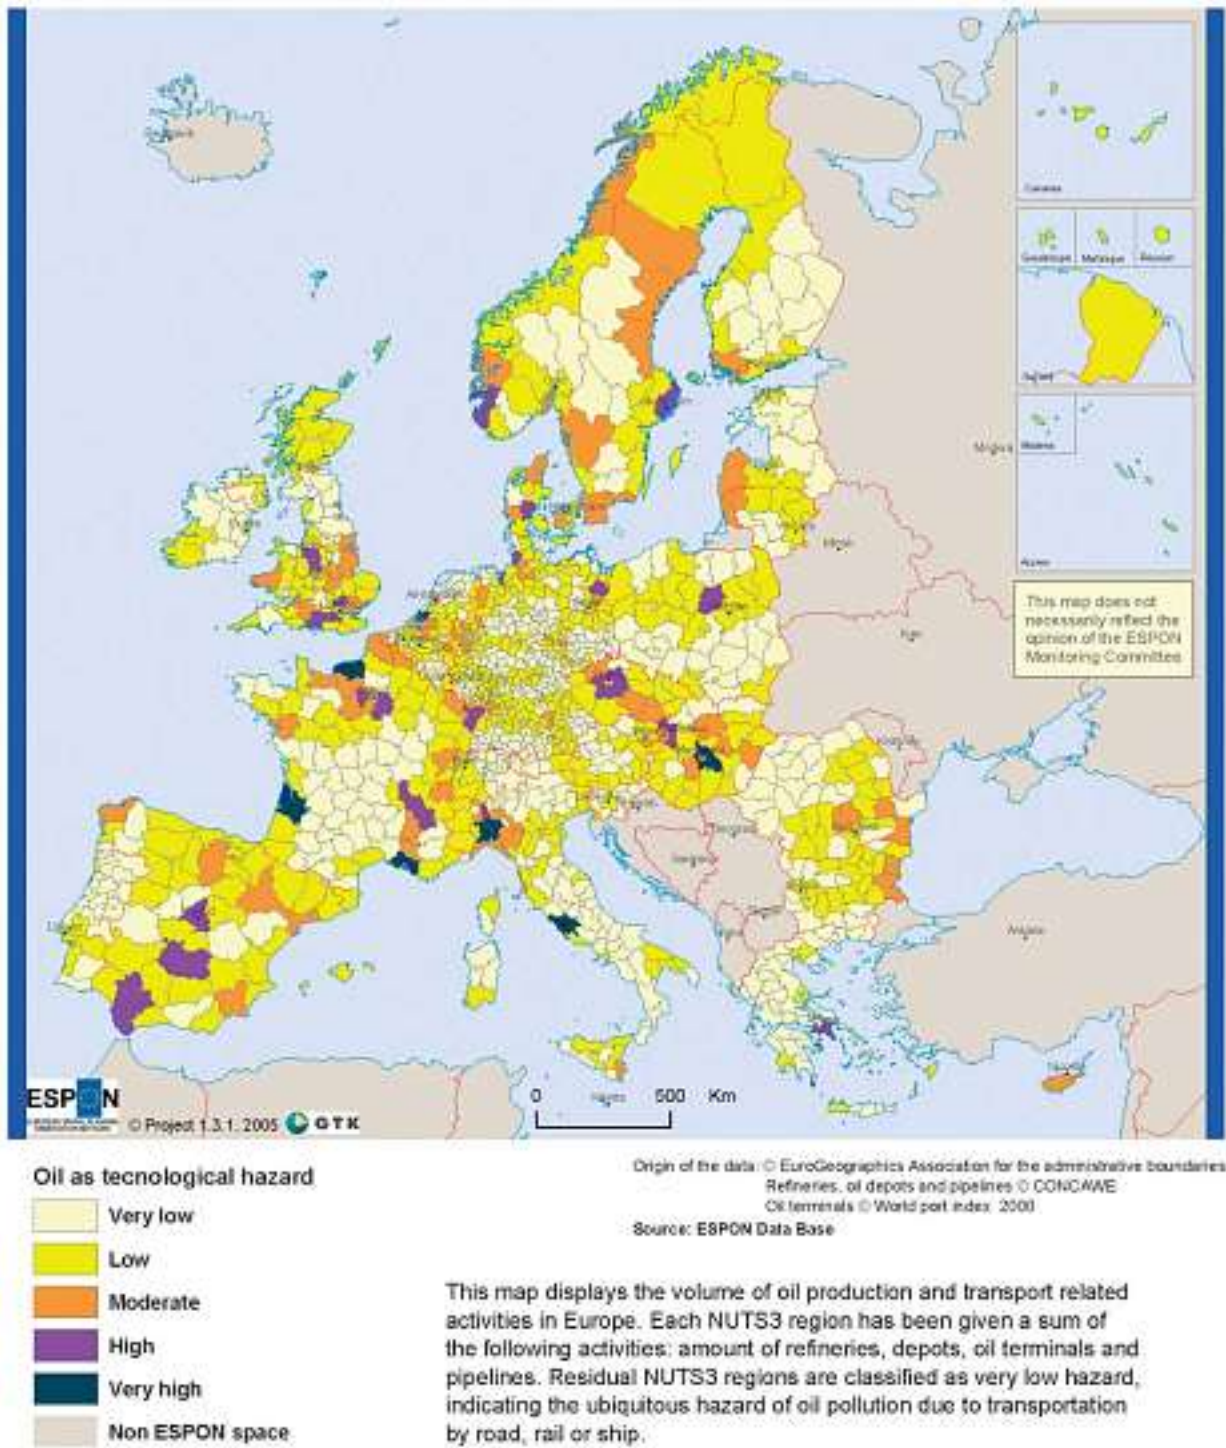 Canarias
Guadeloupe
Martinique
Reunion
Madeira
Azores
This map does not
necessarily reflect the
opinion of the ESPON
Monitoring Committee
ESPON
© Project 1.3.1, 2005
GTK
0 500 Km
Oil as tecnological hazard
Very low
Low
Moderate
High
Very high
Non ESPON space
Origin of the data: © EuroGeographics Association for the administrative boundaries
Refineries, oil depots and pipelines © CONCAWE
Oil terminals © World port index 2000
Source: ESPON Data Base
This map displays the volume of oil production and transport related
activities in Europe. Each NUTS3 region has been given a sum of
the following activities: amount of refineries, depots, oil terminals and
pipelines. Residual NUTS3 regions are classified as very low hazard,
indicating the ubiquitous hazard of oil pollution due to transportation
by road, rail or ship.